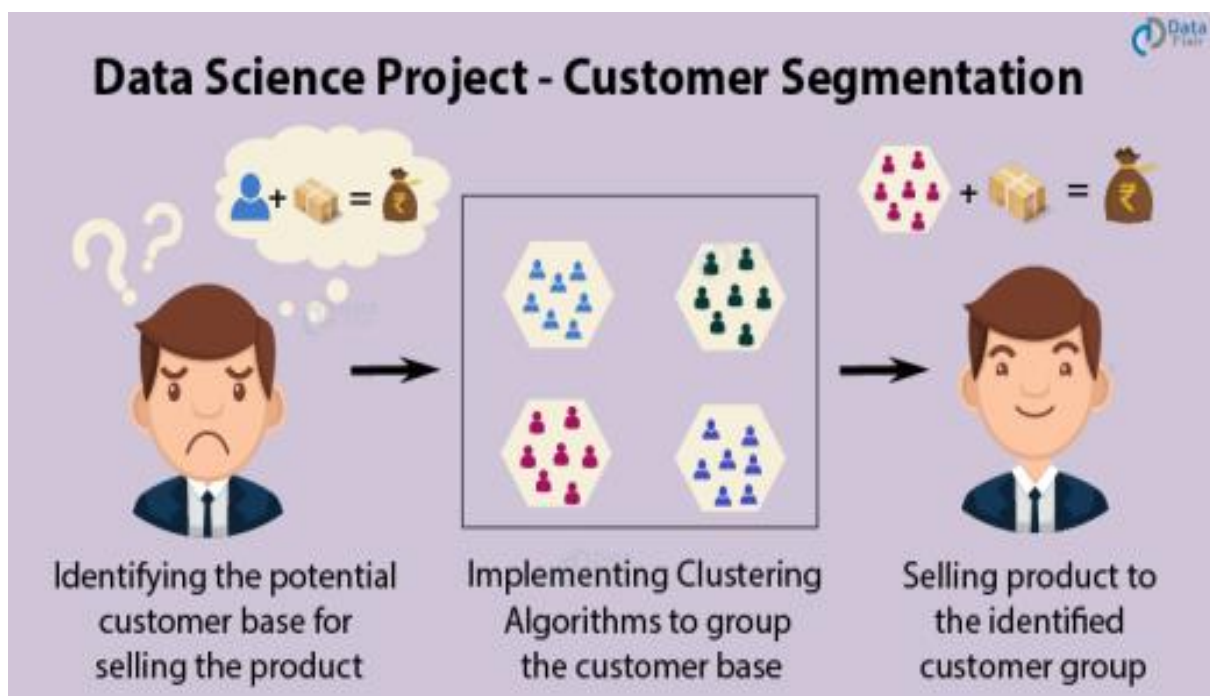 Data Flair
Data Science Project - Customer Segmentation
+ = ₹
+ = ₹
? ?
Identifying the potential
customer base for
selling the product
Implementing Clustering
Algorithms to group
the customer base
Selling product to
the identified
customer group